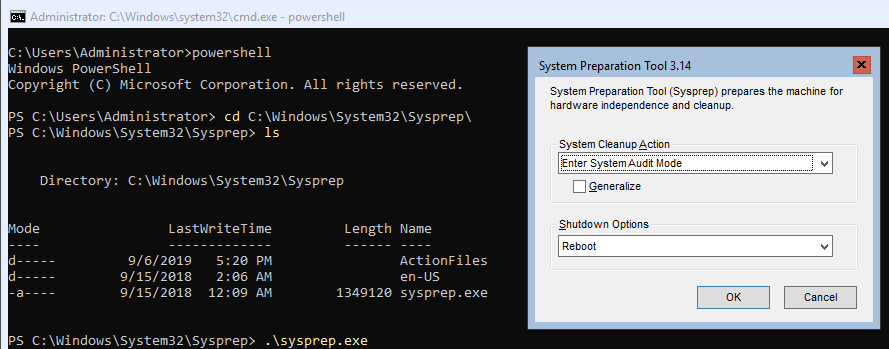 Administrator: C:\Windows\system32\cmd.exe - powershell
C:\Users\Administrator>powershell
Windows PowerShell
Copyright (C) Microsoft Corporation. All rights reserved.
PS C:\Users\Administrator> cd C:\Windows\System32\Sysprep\
PS C:\Windows\System32\Sysprep> ls
Directory: C:\Windows\System32\Sysprep
Mode LastWriteTime Length Name
---- ------------- ------ ----
d----- 9/6/2019 5:20 PM ActionFiles
d----- 9/15/2018 2:06 AM en-US
-a---- 9/15/2018 12:09 AM 1349120 sysprep.exe
PS C:\Windows\System32\Sysprep> .\sysprep.exe
System Preparation Tool 3.14
System Preparation Tool (Sysprep) prepares the machine for
hardware independence and cleanup.
System Cleanup Action
Enter System Audit Mode
Generalize
Shutdown Options
Reboot
OK Cancel